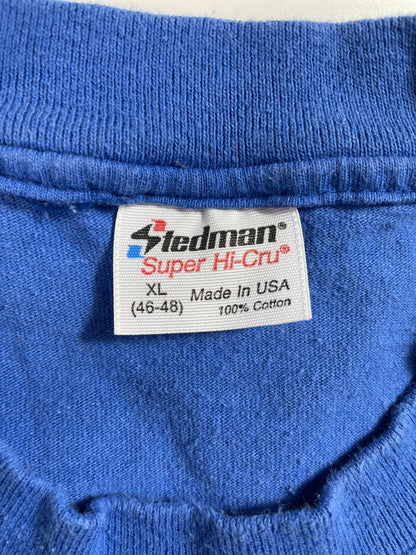 Stedman®
Super Hi-Cru®
XL
(46-48)
Made In USA
100% Cotton